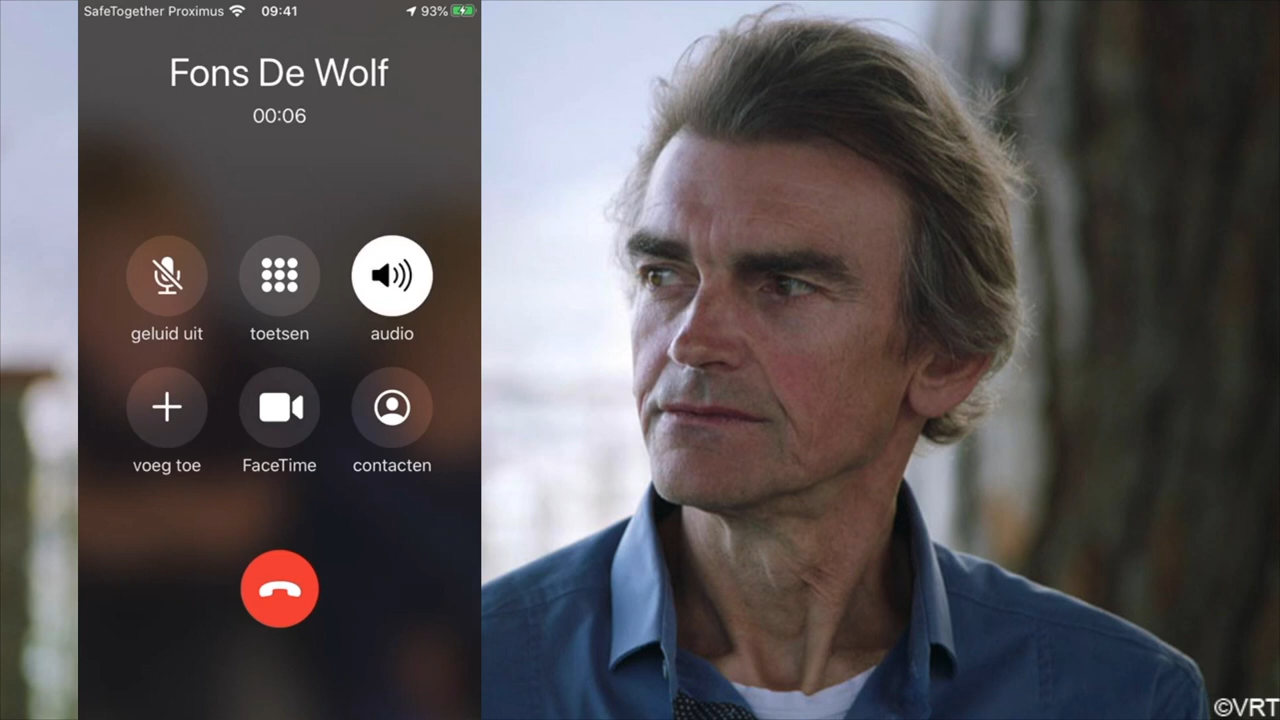 SafeTogether Proximus 09:41 93%
Fons De Wolf
00:06
geluid uit toetsen audio
voeg toe FaceTime contacten
©VRT